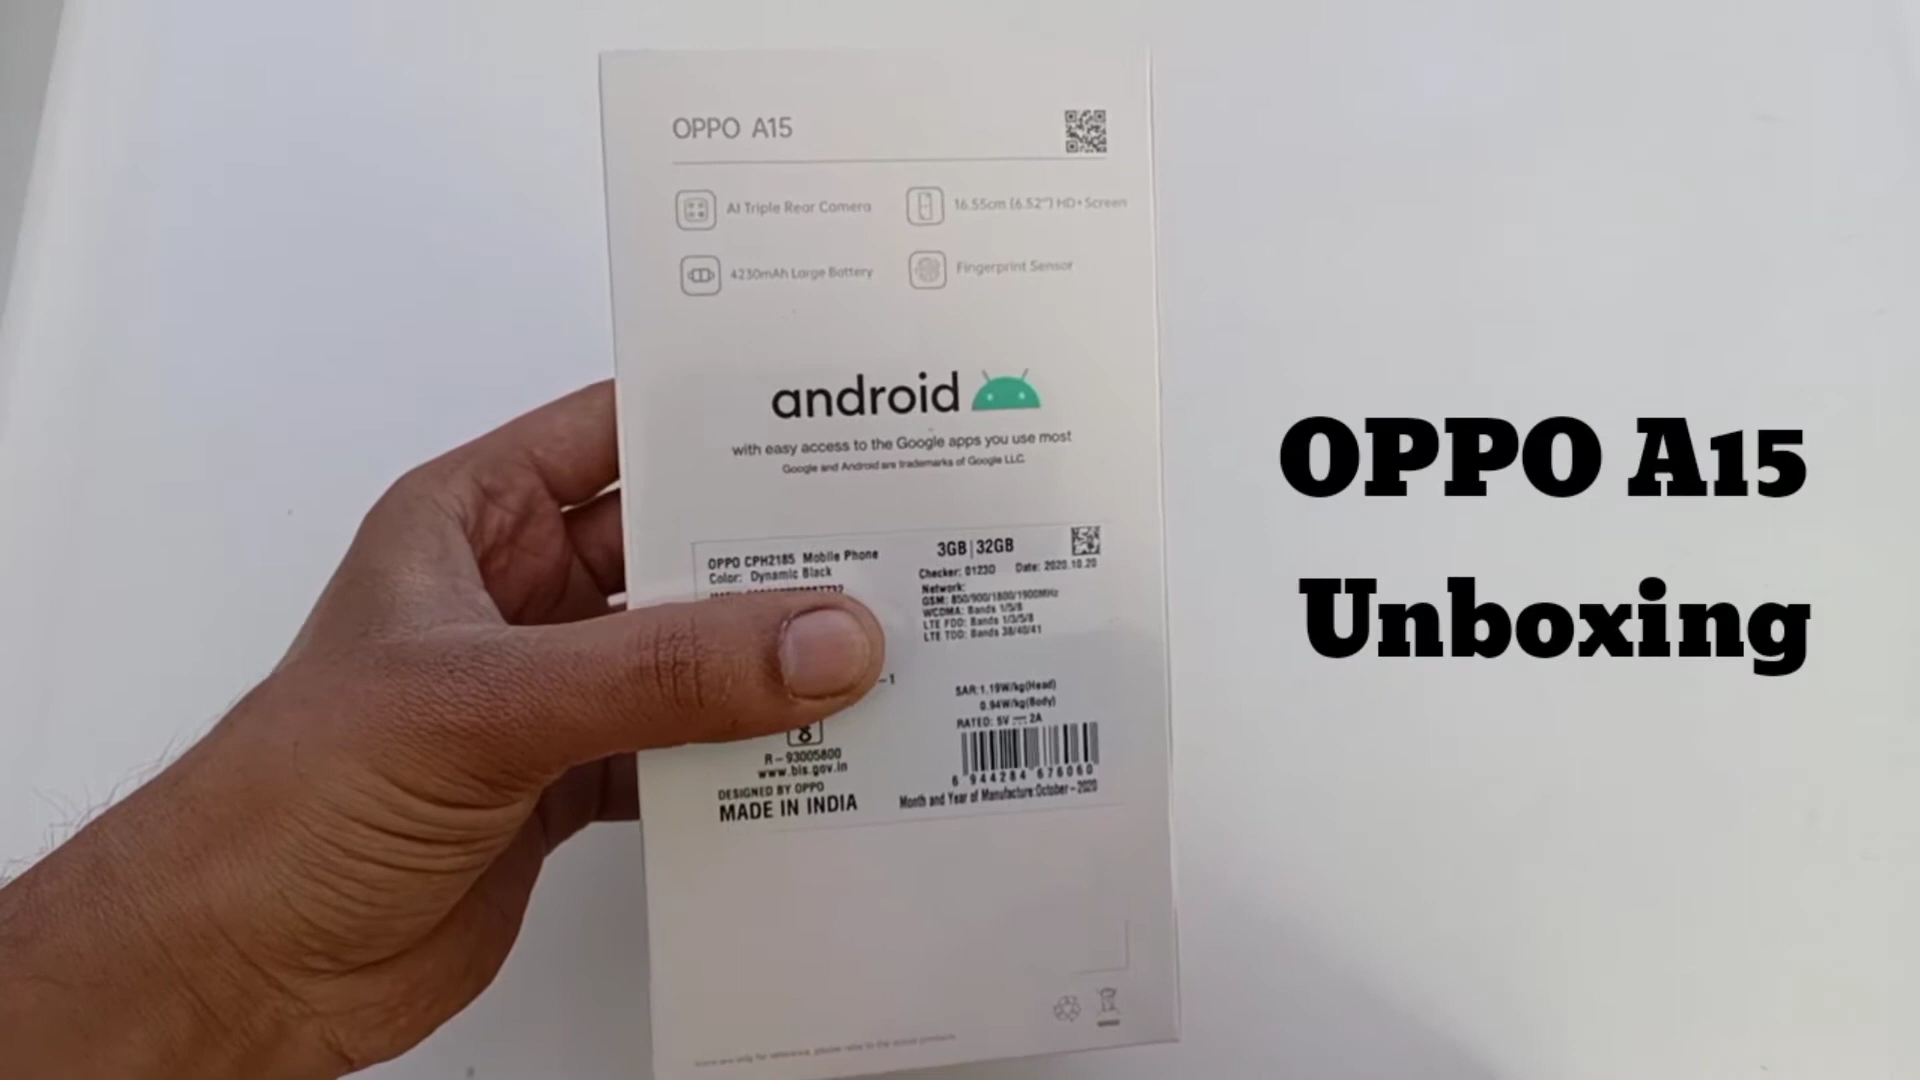 OPPO A15
AI Triple Rear Camera
16.55cm (6.52") HD+Screen
4230mAh Large Battery
Fingerprint Sensor
android
with easy access to the Google apps you use most
Google and Android are trademarks of Google LLC.
OPPO CPH2185 Mobile Phone
Color: Dynamic Black
3GB|32GB
Checker: 01230 Date: 2020.10.20
Network:
GSM: 850/900/1800/1900MHz
WCDMA: Bands 1/5/8
LTE FDD: Bands 1/3/5/8
LTE TDD: Bands 38/40/41
-1
SAR: 1.19W/kg(Head)
0.94W/kg(Body)
RATED: 5V 2A
R-93005800
www.bis.gov.in
DESIGNED BY OPPO
MADE IN INDIA
6 944284 676060
Month and Year of Manufacture:October-2020
OPPO A15
Unboxing